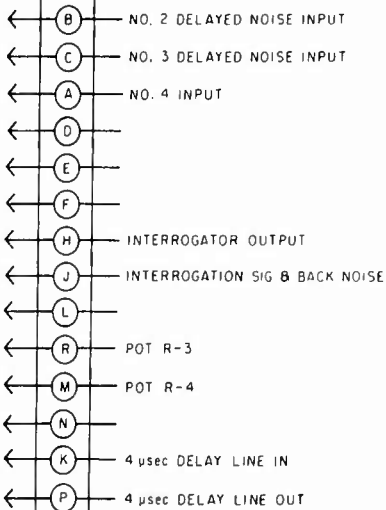 B NO. 2 DELAYED NOISE INPUT
C NO. 3 DELAYED NOISE INPUT
A NO. 4 INPUT
D
E
F
H INTERROGATOR OUTPUT
J INTERROGATION SIG & BACK NOISE
L
R POT R-3
M POT R-4
N
K 4 µsec DELAY LINE IN
P 4 µsec DELAY LINE OUT